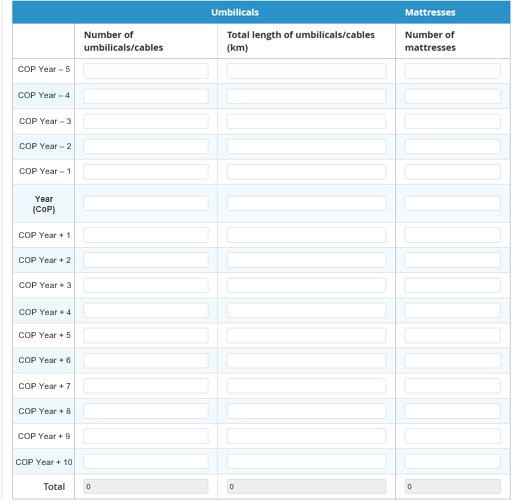 Umbilicals Mattresses
Number of umbilicals/cables Total length of umbilicals/cables (km) Number of mattresses
COP Year – 5
COP Year – 4
COP Year – 3
COP Year – 2
COP Year – 1
Year (CoP)
COP Year + 1
COP Year + 2
COP Year + 3
COP Year + 4
COP Year + 5
COP Year + 6
COP Year + 7
COP Year + 8
COP Year + 9
COP Year + 10
Total 0 0 0